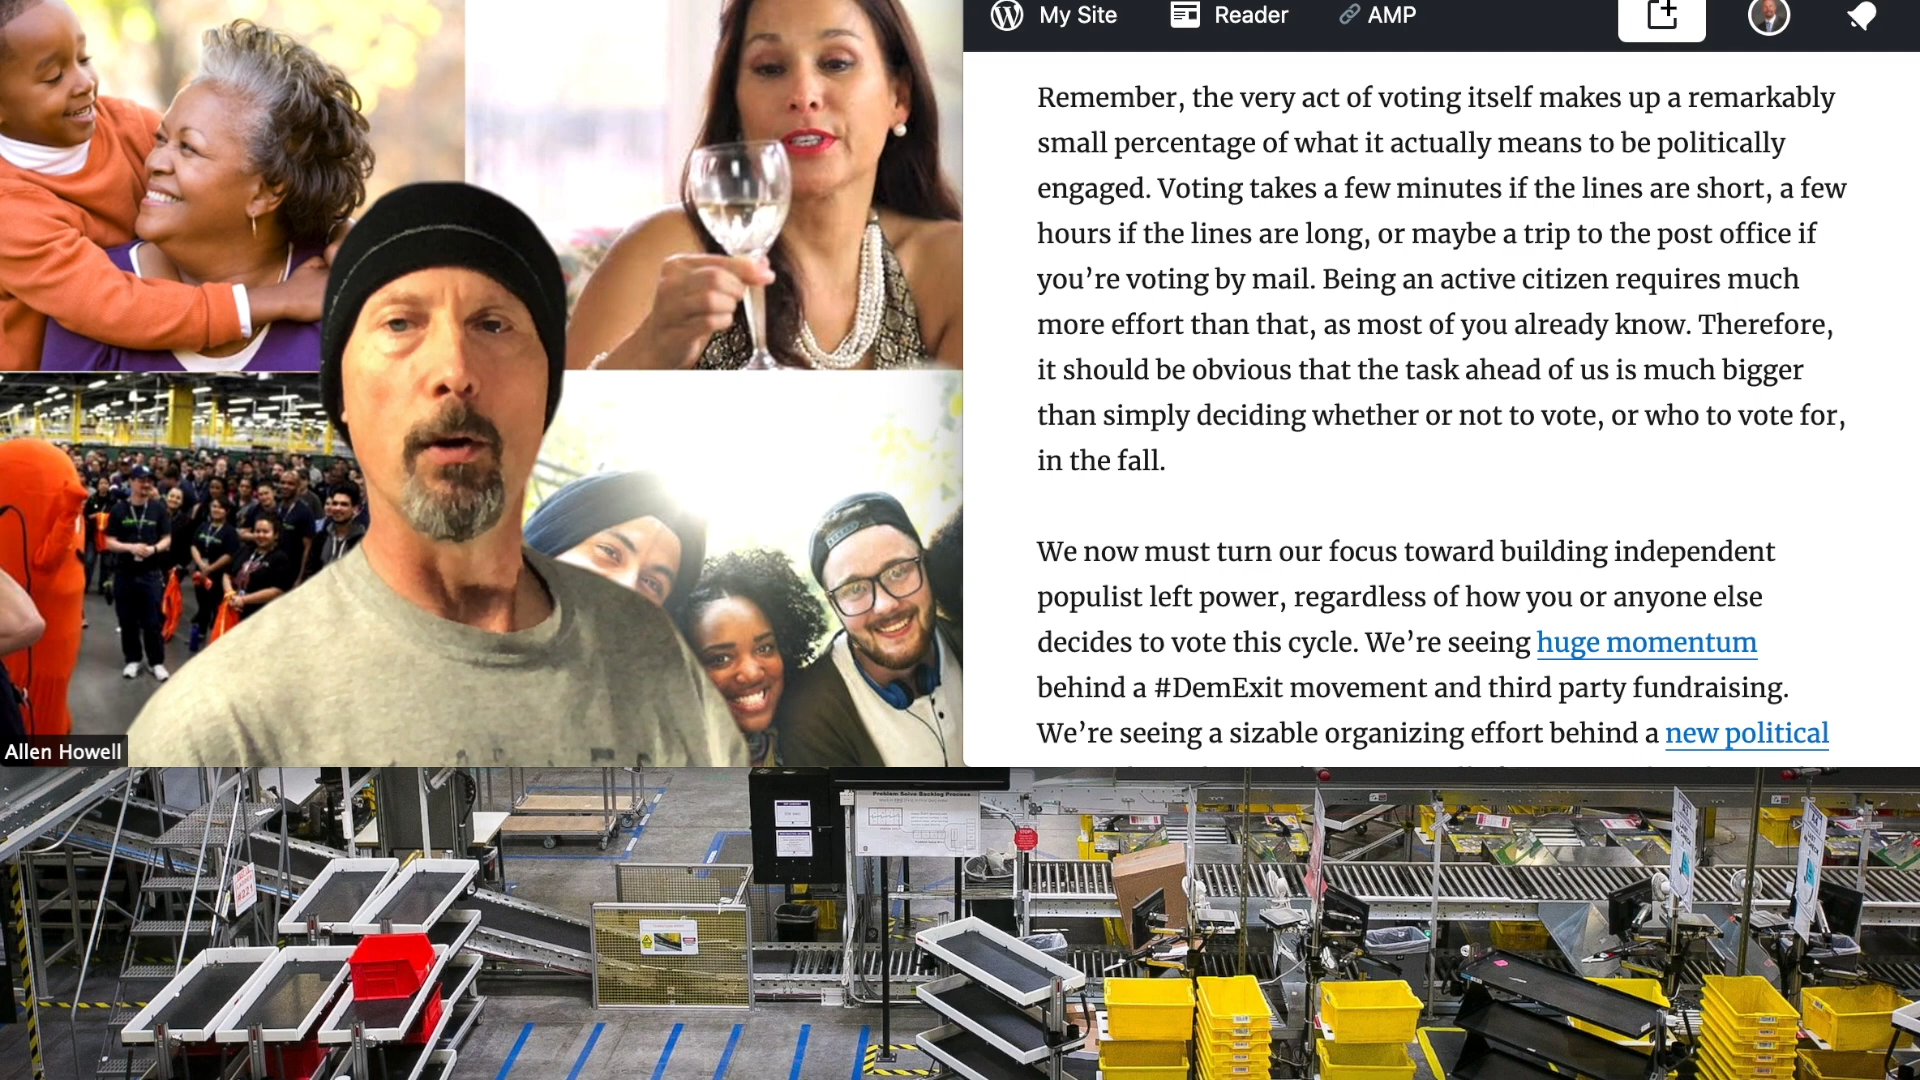 My Site
Reader
AMP
Remember, the very act of voting itself makes up a remarkably
small percentage of what it actually means to be politically
engaged. Voting takes a few minutes if the lines are short, a few
hours if the lines are long, or maybe a trip to the post office if
you’re voting by mail. Being an active citizen requires much
more effort than that, as most of you already know. Therefore,
it should be obvious that the task ahead of us is much bigger
than simply deciding whether or not to vote, or who to vote for,
in the fall.
We now must turn our focus toward building independent
populist left power, regardless of how you or anyone else
decides to vote this cycle. We’re seeing huge momentum
behind a #DemExit movement and third party fundraising.
We’re seeing a sizable organizing effort behind a new political
Allen Howell
Problem Solve Backlog Process
STOP